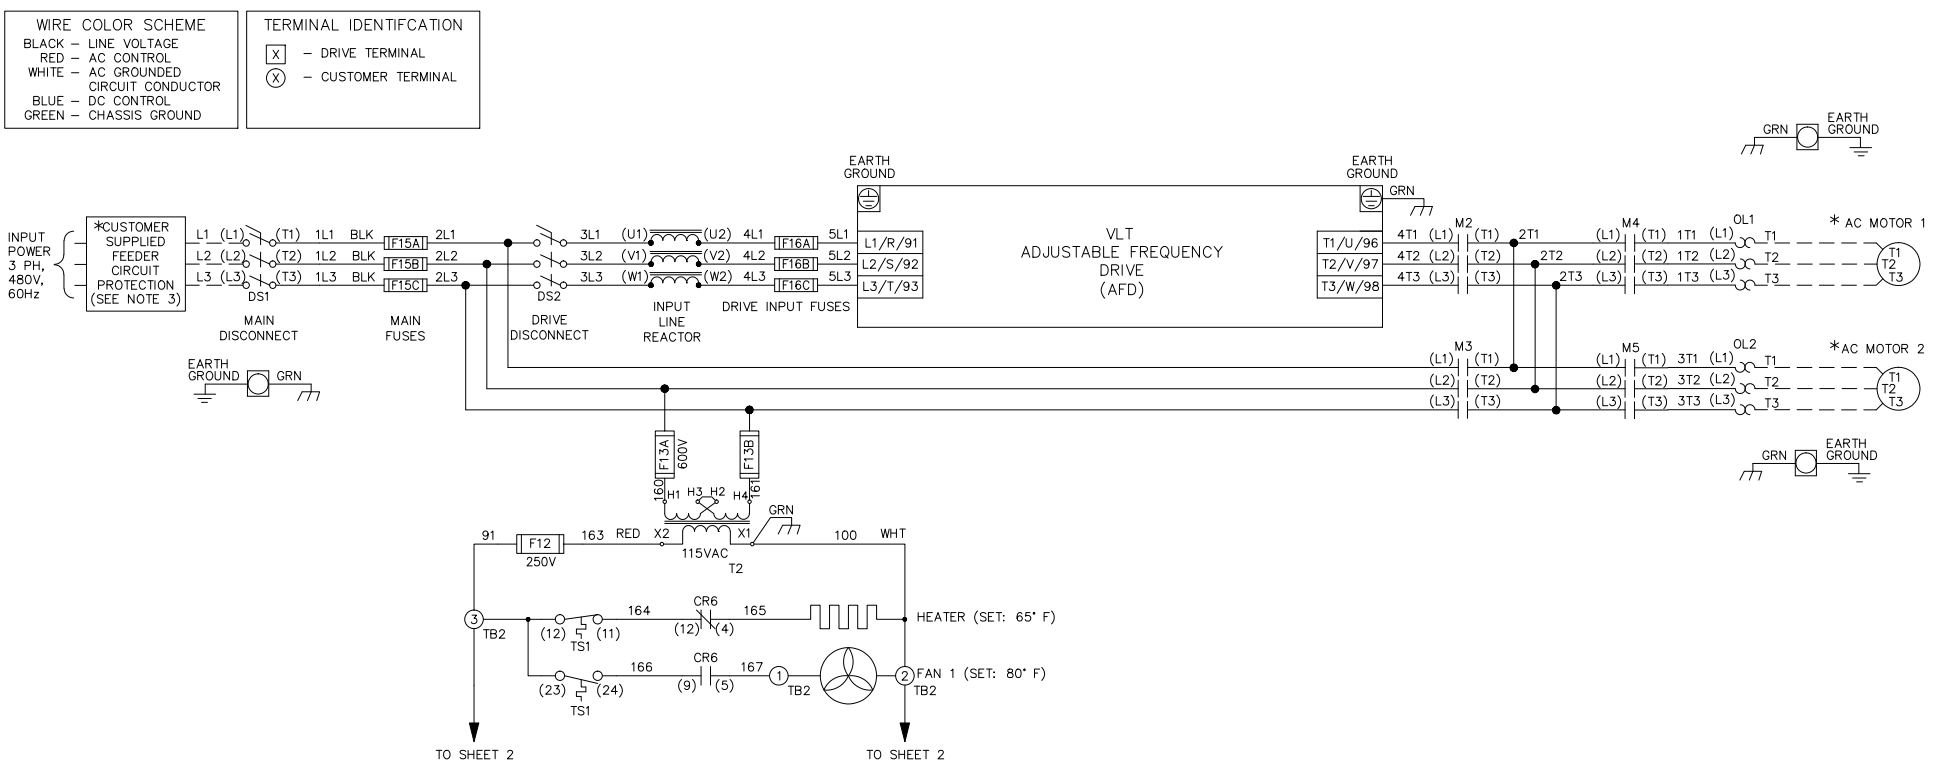 WIRE COLOR SCHEME
BLACK – LINE VOLTAGE
RED – AC CONTROL
WHITE – AC GROUNDED
CIRCUIT CONDUCTOR
BLUE – DC CONTROL
GREEN – CHASSIS GROUND
TERMINAL IDENTIFCATION
X – DRIVE TERMINAL
X – CUSTOMER TERMINAL
INPUT
POWER
3 PH,
480V,
60Hz
*CUSTOMER
SUPPLIED
FEEDER
CIRCUIT
PROTECTION
(SEE NOTE 3)
L1 (L1) (T1) 1L1 BLK F15A 2L1 3L1 (U1) (U2) 4L1 F16A 5L1 L1/R/91
L2 (L2) (T2) 1L2 BLK F15B 2L2 3L2 (V1) (V2) 4L2 F16B 5L2 L2/S/92
L3 (L3) (T3) 1L3 BLK F15C 2L3 3L3 (W1) (W2) 4L3 F16C 5L3 L3/T/93
DS1
MAIN
DISCONNECT
MAIN
FUSES
DS2
DRIVE
DISCONNECT
INPUT
LINE
REACTOR
DRIVE INPUT FUSES
EARTH
GROUND
GRN
EARTH
GROUND
VLT
ADJUSTABLE FREQUENCY
DRIVE
(AFD)
EARTH
GROUND
GRN
M2
M4
OL1
* AC MOTOR 1
T1/U/96 4T1 (L1) (T1) 2T1 (L1) (T1) 1T1 (L1) T1
T2/V/97 4T2 (L2) (T2) 2T2 (L2) (T2) 1T2 (L2) T2
T3/W/98 4T3 (L3) (T3) 2T3 (L3) (T3) 1T3 (L3) T3
T1
T2
T3
GRN
EARTH
GROUND
M3
M5
OL2
*AC MOTOR 2
(L1) (T1) (L1) (T1) 3T1 (L1) T1
(L2) (T2) (L2) (T2) 3T2 (L2) T2
(L3) (T3) (L3) (T3) 3T3 (L3) T3
T1
T2
T3
GRN
EARTH
GROUND
F13A
600V
F13B
160
161
H1 H3 H2 H4
GRN
91 F12 163 RED X2 X1 100 WHT
250V
115VAC
T2
3
TB2
164 CR6 165
(12) (11) (12) (4)
TS1
HEATER (SET: 65° F)
166 CR6 167 1
(23) (24) (9) (5) TB2
TS1
2
TB2
FAN 1 (SET: 80° F)
TO SHEET 2
TO SHEET 2